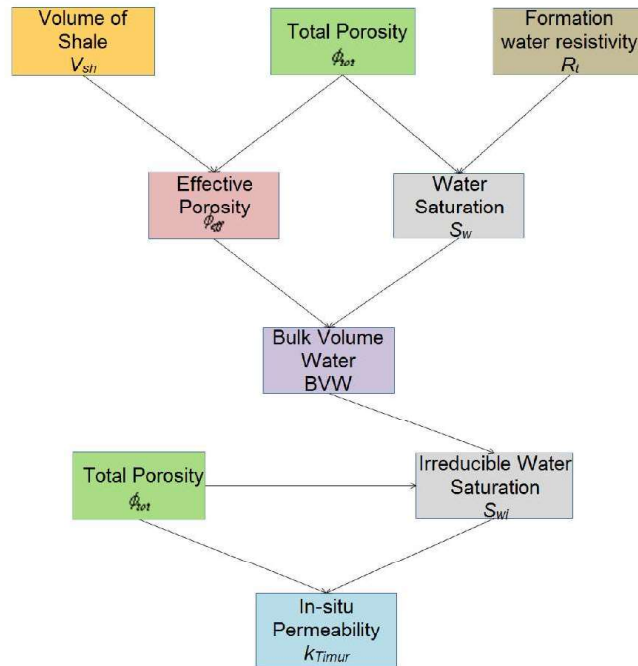 Volume of
Shale
Vsh
Total Porosity
ϕtot
Formation
water resistivity
Rt
Effective
Porosity
ϕeff
Water
Saturation
Sw
Bulk Volume
Water
BVW
Total Porosity
ϕtot
Irreducible Water
Saturation
Swi
In-situ
Permeability
kTimur